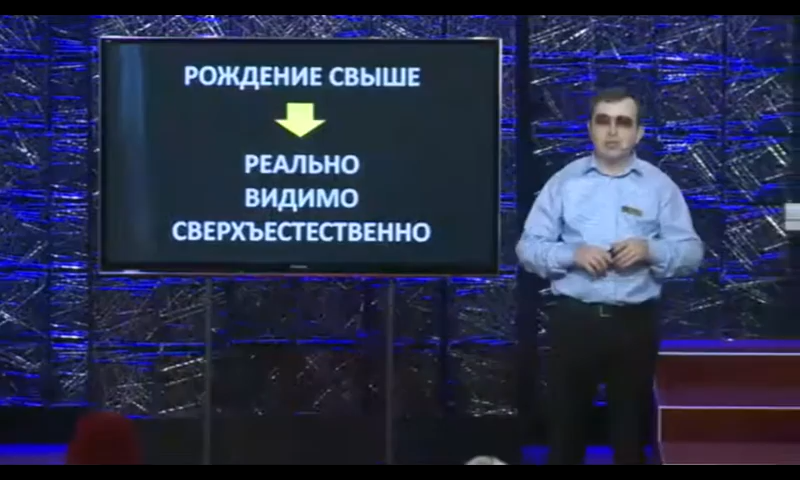 РОЖДЕНИЕ СВЫШЕ
РЕАЛЬНО
ВИДИМО
СВЕРХЪЕСТЕСТВЕННО